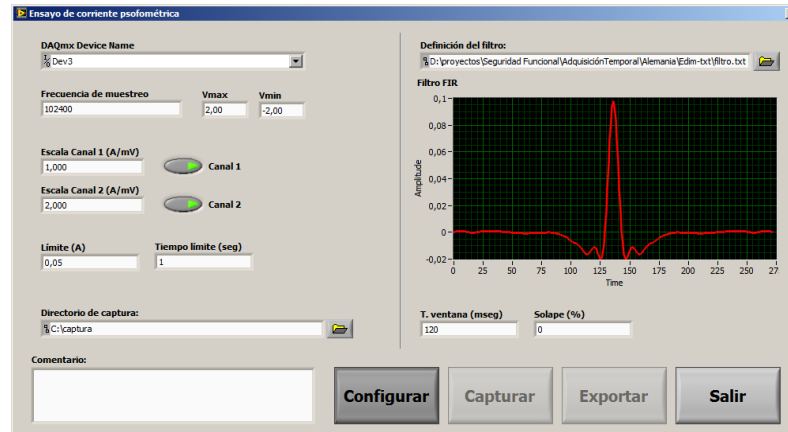 Ensayo de corriente psofométrica
DAQmx Device Name
Dev3
Frecuencia de muestreo
102400
Vmax
2,00
Vmin
-2,00
Escala Canal 1 (A/mV)
1,000
Canal 1
Escala Canal 2 (A/mV)
2,000
Canal 2
Límite (A)
0,05
Tiempo límite (seg)
1
Directorio de captura:
C:\captura
Comentario:
Definición del filtro:
D:\proyectos\Seguridad Funcional\AdquisiciónTemporal\Alemania\Edim-txt\filtro.txt
Filtro FIR
Amplitude
0,1
0,08
0,06
0,04
0,02
0
-0,02
0 25 50 75 100 125 150 175 200 225 250 27
Time
T. ventana (mseg)
120
Solape (%)
0
Configurar
Capturar
Exportar
Salir